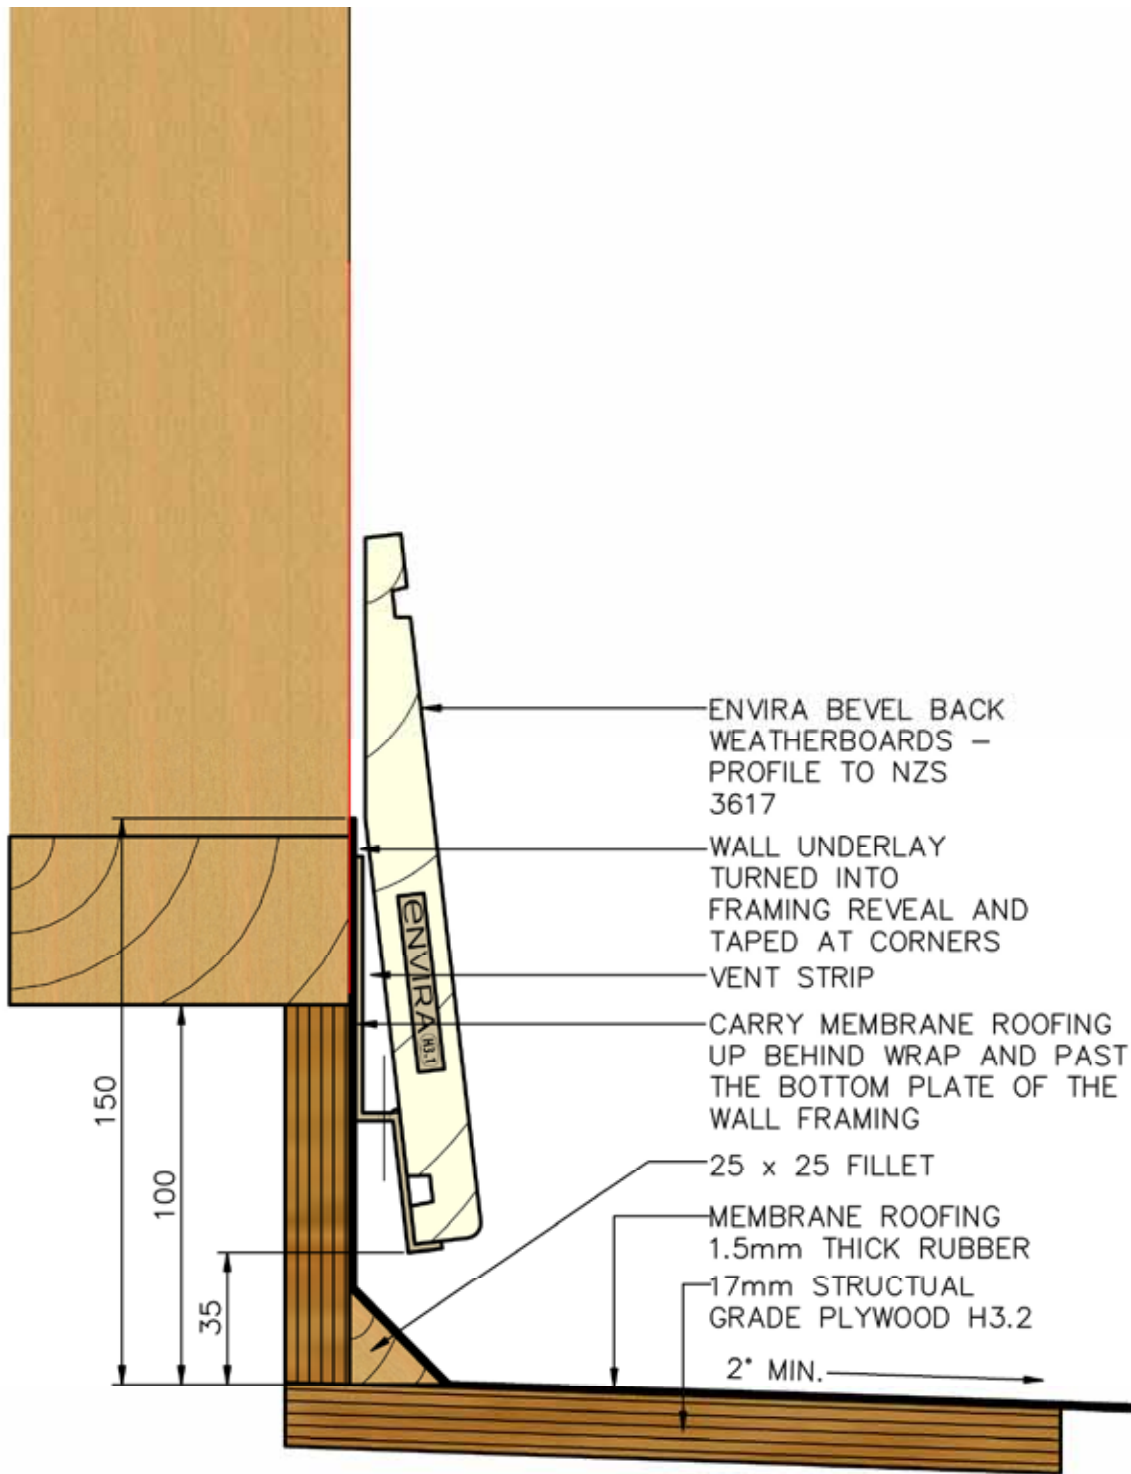 ENVIRA BEVEL BACK
WEATHERBOARDS –
PROFILE TO NZS
3617
WALL UNDERLAY
TURNED INTO
FRAMING REVEAL AND
TAPED AT CORNERS
VENT STRIP
CARRY MEMBRANE ROOFING
UP BEHIND WRAP AND PAST
THE BOTTOM PLATE OF THE
WALL FRAMING
25 x 25 FILLET
MEMBRANE ROOFING
1.5mm THICK RUBBER
17mm STRUCTUAL
GRADE PLYWOOD H3.2
2° MIN.
150
100
35
eNVIRA H3.1